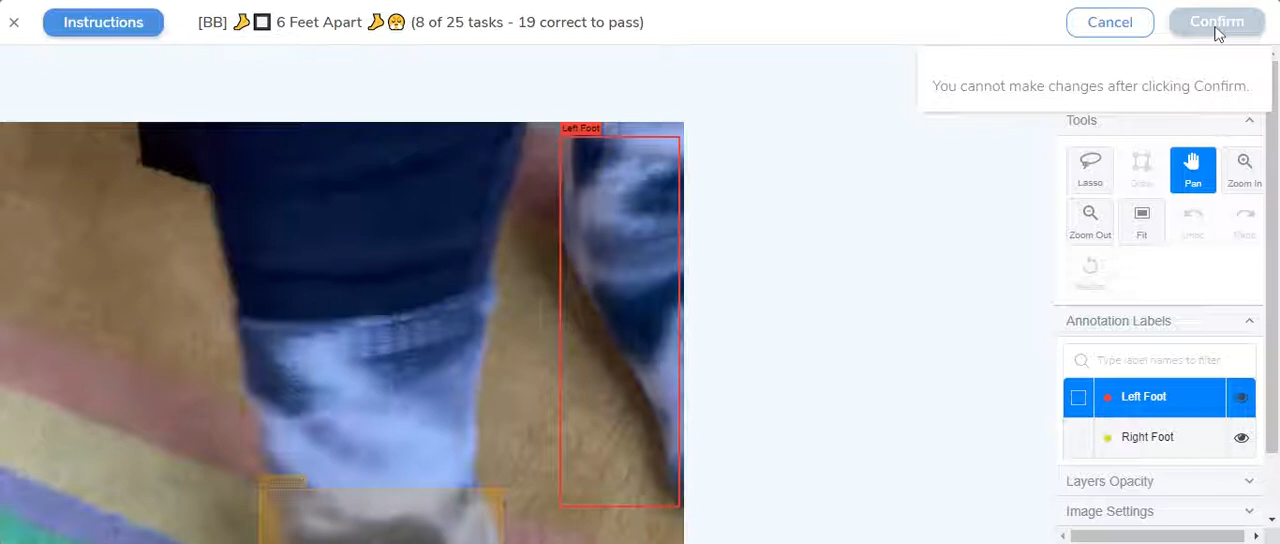 × Instructions [BB] 🦶🔲 6 Feet Apart 🦶😤 (8 of 25 tasks - 19 correct to pass) Cancel Confirm
You cannot make changes after clicking Confirm.
Left Foot
Tools
Lasso Pan Zoom In
Zoom Out Fit Undo Redo
Annotation Labels
Type label names to filter
Left Foot
Right Foot
Layers Opacity
Image Settings